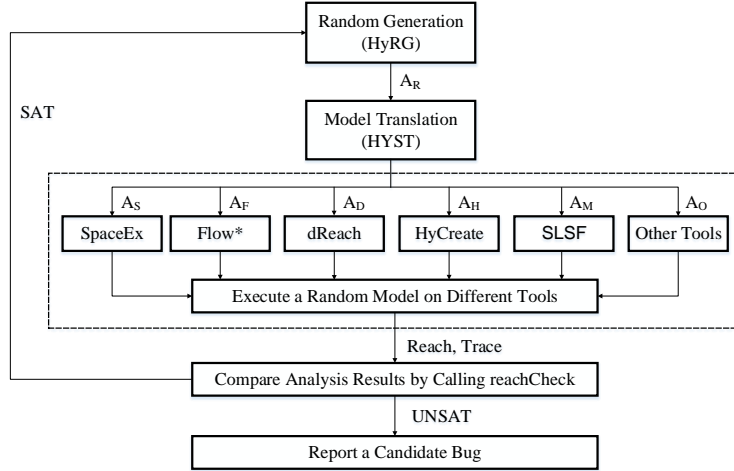 Random Generation
(HyRG)
A_R
SAT
Model Translation
(HYST)
A_S A_F A_D A_H A_M A_O
SpaceEx Flow* dReach HyCreate SLSF Other Tools
Execute a Random Model on Different Tools
Reach, Trace
Compare Analysis Results by Calling reachCheck
UNSAT
Report a Candidate Bug